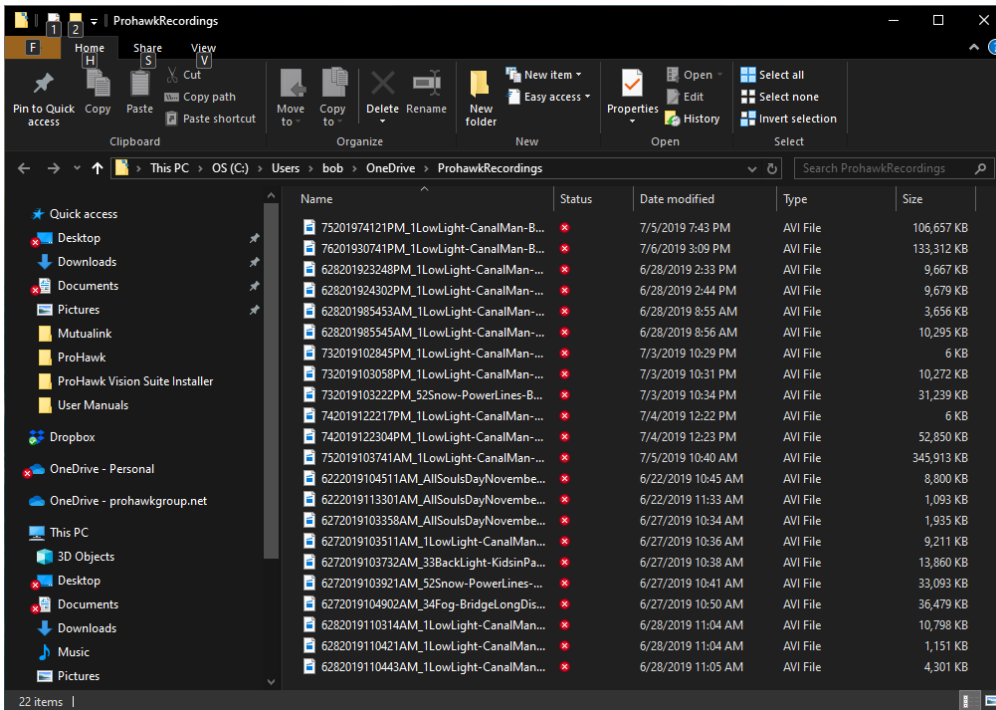 1 2 ProhawkRecordings
F Home Share View
H S V
Pin to Quick access Copy Paste Cut Copy path Paste shortcut Move to Copy to Delete Rename New folder New item Easy access Properties Open Edit History Select all Select none Invert selection
Clipboard Organize New Open Select
This PC OS (C:) Users bob OneDrive ProhawkRecordings Search ProhawkRecordings
Name Status Date modified Type Size
Quick access
Desktop
Downloads
Documents
Pictures
Mutualink
ProHawk
ProHawk Vision Suite Installer
User Manuals
Dropbox
OneDrive - Personal
OneDrive - prohawkgroup.net
This PC
3D Objects
Desktop
Documents
Downloads
Music
Pictures
75201974121PM_1LowLight-CanalMan-B... 7/5/2019 7:43 PM AVI File 106,657 KB
76201930741PM_1LowLight-CanalMan-B... 7/6/2019 3:09 PM AVI File 133,312 KB
628201923248PM_1LowLight-CanalMan-... 6/28/2019 2:33 PM AVI File 9,667 KB
628201924302PM_1LowLight-CanalMan-... 6/28/2019 2:44 PM AVI File 9,679 KB
628201985453AM_1LowLight-CanalMan-... 6/28/2019 8:55 AM AVI File 3,656 KB
628201985545AM_1LowLight-CanalMan-... 6/28/2019 8:56 AM AVI File 10,295 KB
732019102845PM_1LowLight-CanalMan-... 7/3/2019 10:29 PM AVI File 6 KB
732019103058PM_1LowLight-CanalMan-... 7/3/2019 10:31 PM AVI File 10,272 KB
732019103222PM_52Snow-PowerLines-B... 7/3/2019 10:34 PM AVI File 31,239 KB
742019122217PM_1LowLight-CanalMan-... 7/4/2019 12:22 PM AVI File 6 KB
742019122304PM_1LowLight-CanalMan-... 7/4/2019 12:23 PM AVI File 52,850 KB
752019103741AM_1LowLight-CanalMan-... 7/5/2019 10:40 AM AVI File 345,913 KB
6222019104511AM_AllSoulsDayNovembe... 6/22/2019 10:45 AM AVI File 8,800 KB
6222019113301AM_AllSoulsDayNovembe... 6/22/2019 11:33 AM AVI File 1,093 KB
6272019103358AM_AllSoulsDayNovembe... 6/27/2019 10:34 AM AVI File 1,935 KB
6272019103511AM_1LowLight-CanalMan... 6/27/2019 10:36 AM AVI File 9,211 KB
6272019103732AM_33BackLight-KidsinPa... 6/27/2019 10:38 AM AVI File 13,860 KB
6272019103921AM_52Snow-PowerLines-... 6/27/2019 10:41 AM AVI File 33,093 KB
6272019104902AM_34Fog-BridgeLongDis... 6/27/2019 10:50 AM AVI File 36,479 KB
6282019110314AM_1LowLight-CanalMan... 6/28/2019 11:04 AM AVI File 10,798 KB
6282019110421AM_1LowLight-CanalMan... 6/28/2019 11:04 AM AVI File 1,151 KB
6282019110443AM_1LowLight-CanalMan... 6/28/2019 11:05 AM AVI File 4,301 KB
22 items